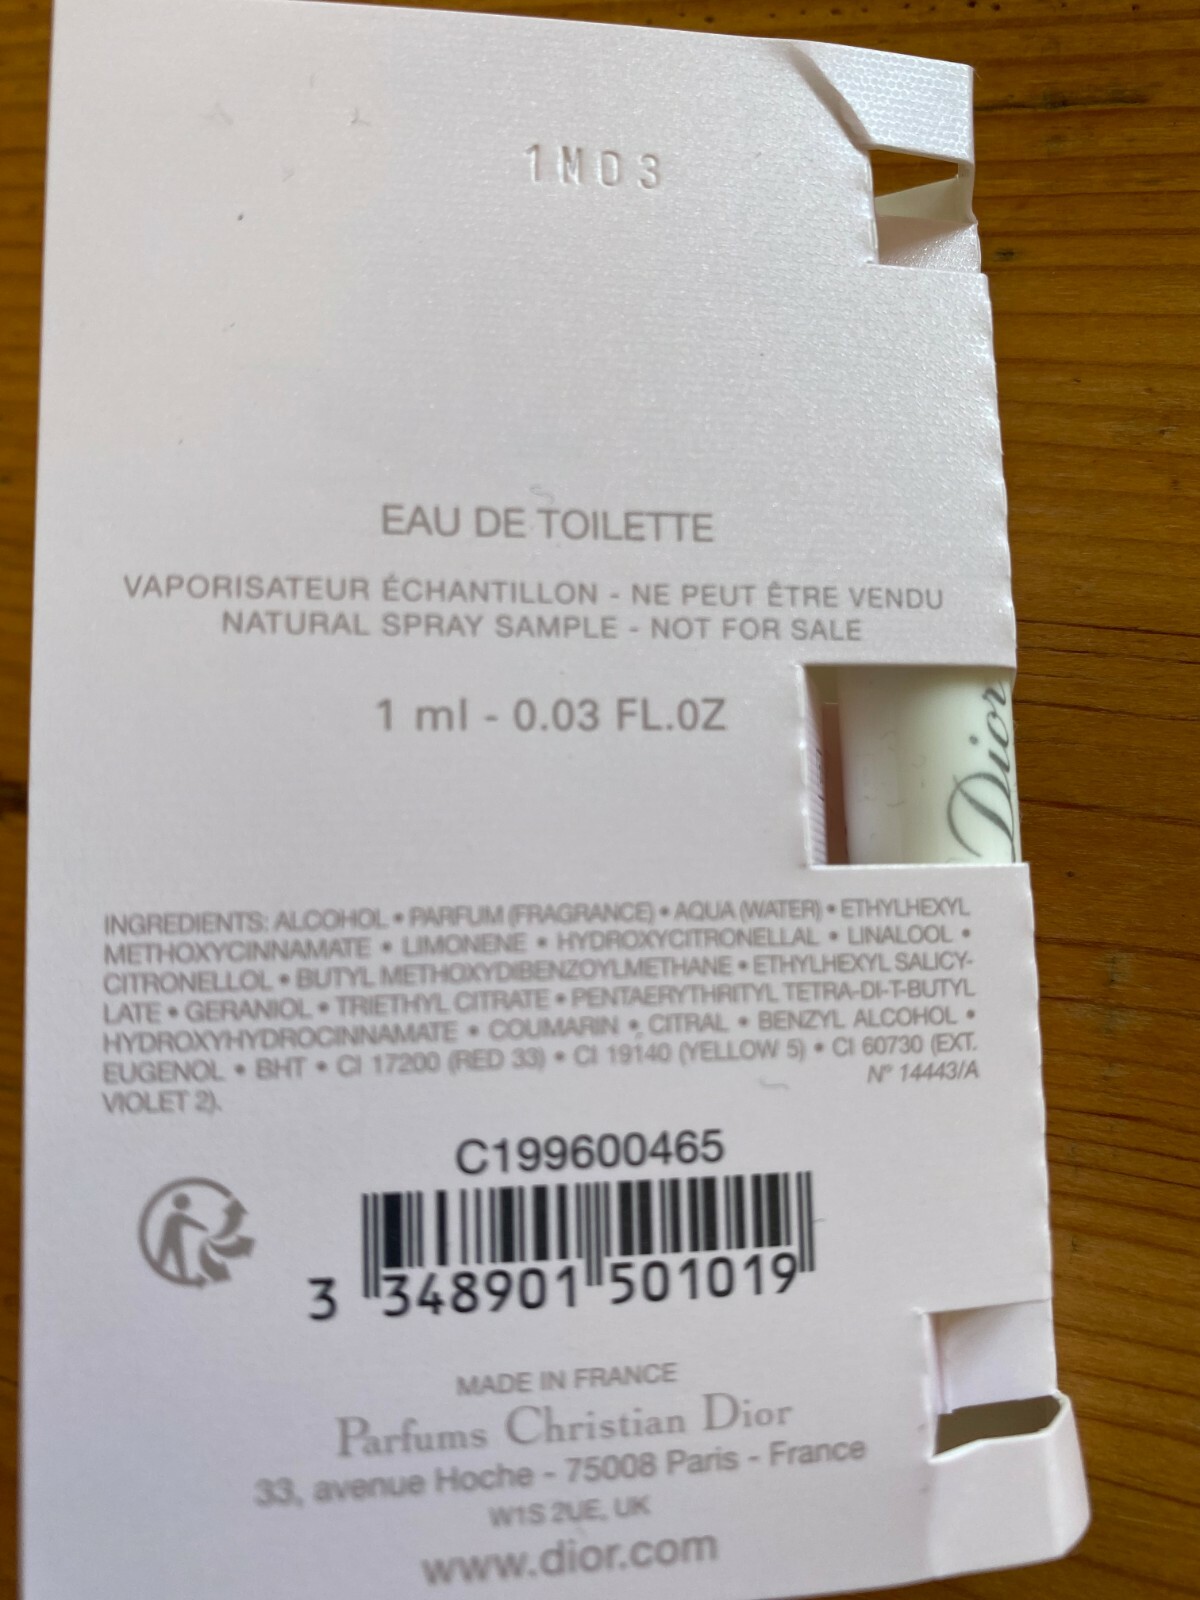 1M03
EAU DE TOILETTE
VAPORISATEUR ÉCHANTILLON - NE PEUT ÊTRE VENDU
NATURAL SPRAY SAMPLE - NOT FOR SALE
1 ml - 0.03 FL.OZ
Dior
INGREDIENTS: ALCOHOL • PARFUM (FRAGRANCE) • AQUA (WATER) • ETHYLHEXYL
METHOXYCINNAMATE • LIMONENE • HYDROXYCITRONELLAL • LINALOOL •
CITRONELLOL • BUTYL METHOXYDIBENZOYLMETHANE • ETHYLHEXYL SALICY-
LATE • GERANIOL • TRIETHYL CITRATE • PENTAERYTHRITYL TETRA-DI-T-BUTYL
HYDROXYHYDROCINNAMATE • COUMARIN • CITRAL • BENZYL ALCOHOL •
EUGENOL • BHT • CI 17200 (RED 33) • CI 19140 (YELLOW 5) • CI 60730 (EXT.
VIOLET 2).
N° 14443/A
C199600465
3 348901 501019
MADE IN FRANCE
Parfums Christian Dior
33, avenue Hoche - 75008 Paris - France
W1S 2UE, UK
www.dior.com